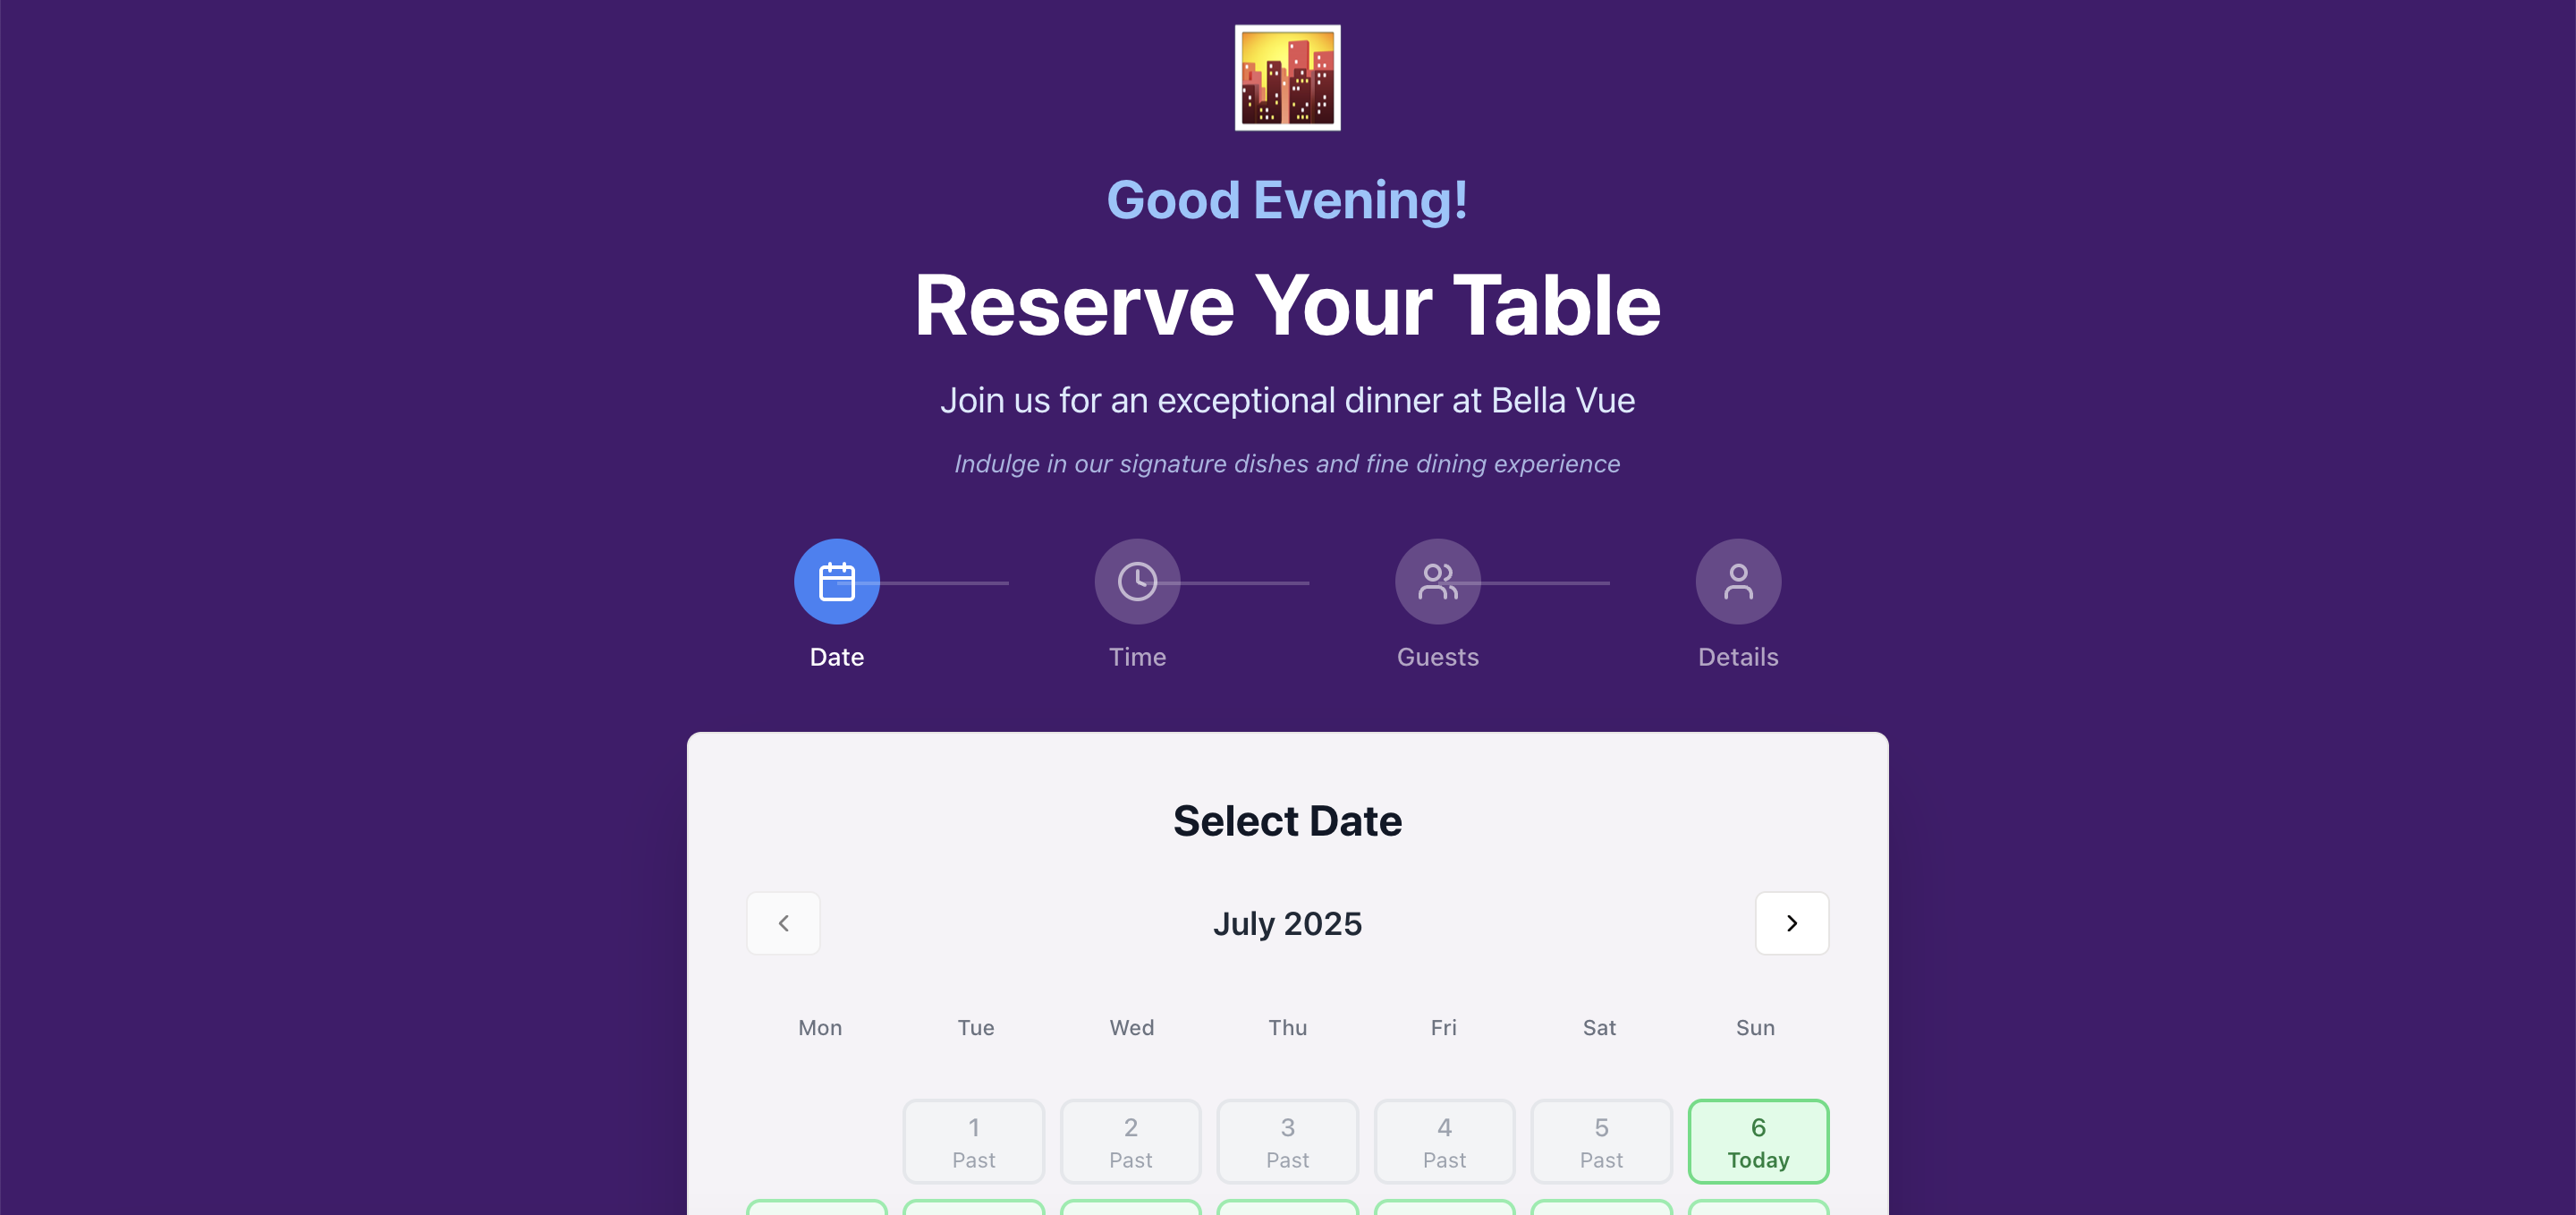 Good Evening!
Reserve Your Table
Join us for an exceptional dinner at Bella Vue
Indulge in our signature dishes and fine dining experience
Date Time Guests Details
Select Date
July 2025
Mon Tue Wed Thu Fri Sat Sun
1 2 3 4 5 6
Past Past Past Past Past Today